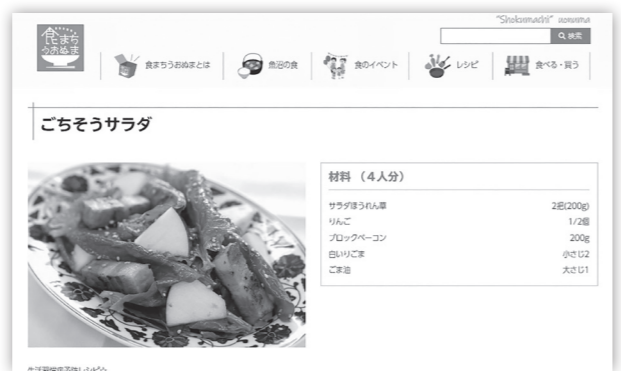 "Shokumachi" uonuma
食まち
うおぬま
検索
食まちうおぬまとは
魚沼の食
食のイベント
レシピ
食べる・買う
ごちそうサラダ
材料 （4人分）
サラダほうれん草 2把(200g)
りんご 1/2個
ブロックベーコン 200g
白いりごま 小さじ2
ごま油 大さじ1